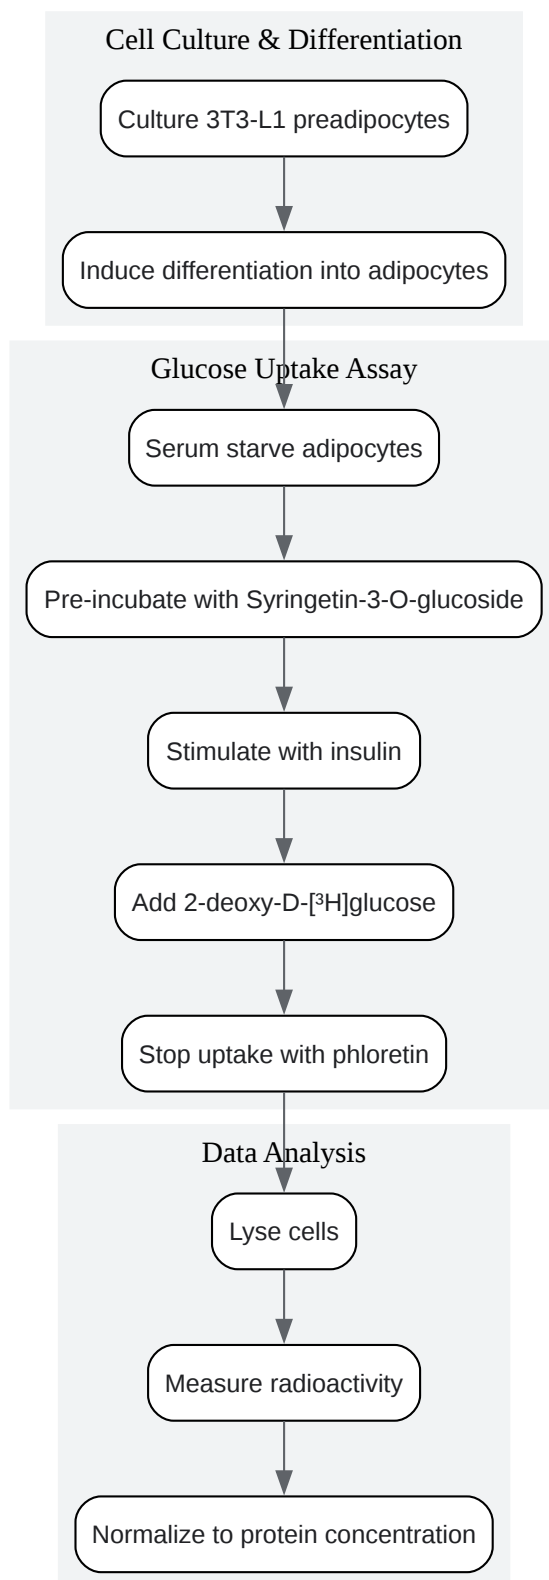 Cell Culture & Differentiation
Culture 3T3-L1 preadipocytes
Induce differentiation into adipocytes
Glucose Uptake Assay
Serum starve adipocytes
Pre-incubate with Syringetin-3-O-glucoside
Stimulate with insulin
Add 2-deoxy-D-[³H]glucose
Stop uptake with phloretin
Data Analysis
Lyse cells
Measure radioactivity
Normalize to protein concentration